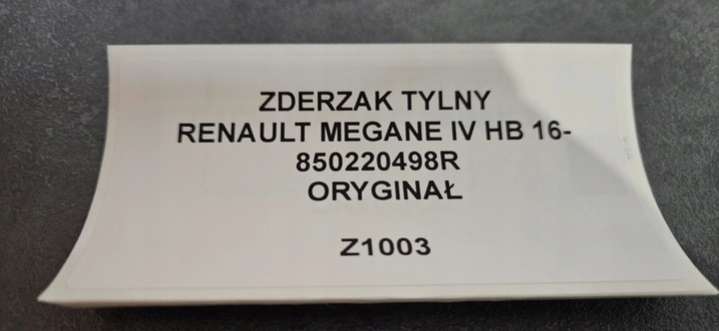 ZDERZAK TYLNY
RENAULT MEGANE IV HB 16-
850220498R
ORYGINAŁ
Z1003